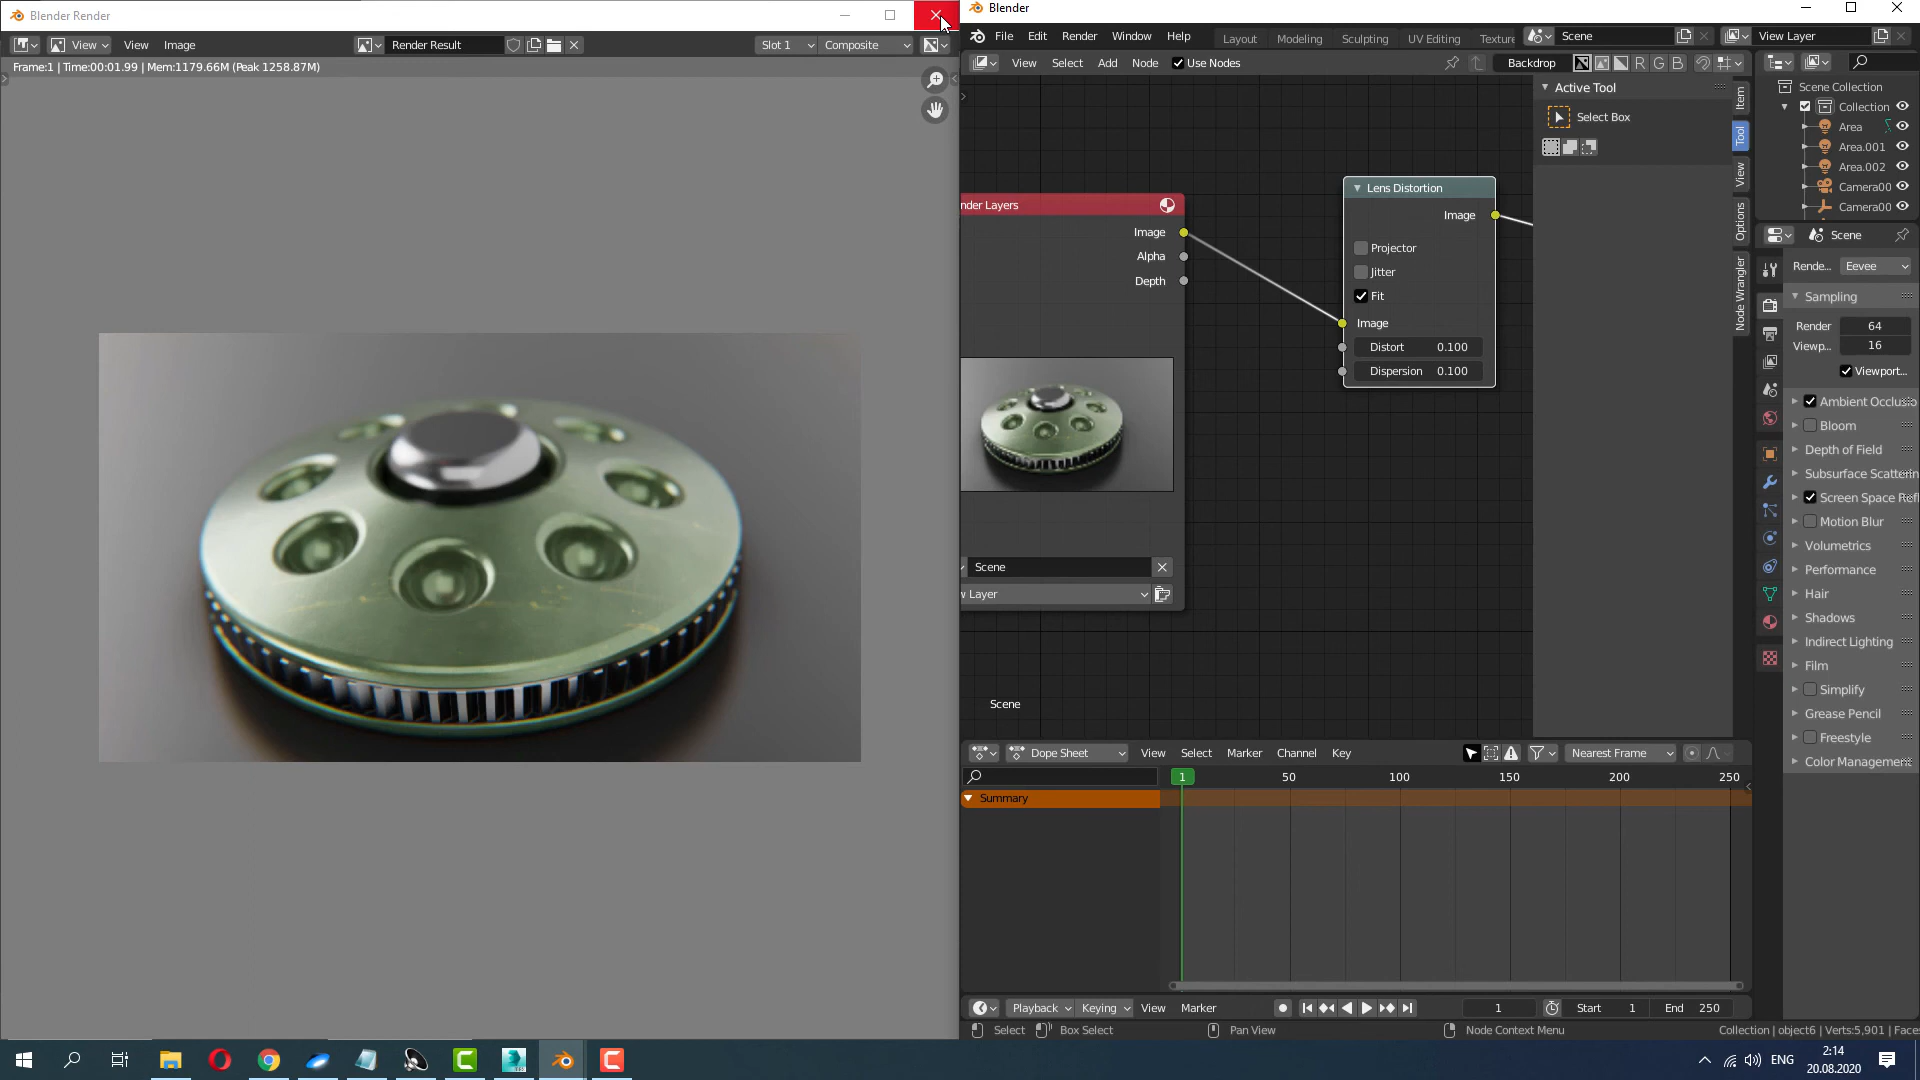 Blender Render
View View Image Render Result Slot 1 Composite
Frame:1 | Time:00:01.99 | Mem:1179.66M (Peak 1258.87M)
Blender
File Edit Render Window Help Layout Modeling Sculpting UV Editing Texture Scene View Layer
View Select Add Node Use Nodes Backdrop R G B
Active Tool
Select Box
Item
Tool
View
Options
Node Wrangler
nder Layers
Image
Alpha
Depth
Scene
w Layer
Lens Distortion
Image
Projector
Jitter
Fit
Image
Distort 0.100
Dispersion 0.100
Scene
Scene Collection
Collection
Area
Area.001
Area.002
Camera00
Camera00
Scene
Rende... Eevee
Sampling
Render 64
Viewp... 16
Viewport...
Ambient Occlusio
Bloom
Depth of Field
Subsurface Scatterin
Screen Space Refl
Motion Blur
Volumetrics
Performance
Hair
Shadows
Indirect Lighting
Film
Simplify
Grease Pencil
Freestyle
Color Management
Dope Sheet View Select Marker Channel Key Nearest Frame
1 50 100 150 200 250
Summary
Playback Keying View Marker 1 Start 1 End 250
Select Box Select Pan View Node Context Menu Collection | object6 | Verts:5,901 | Faces
ENG 2:14
20.08.2020